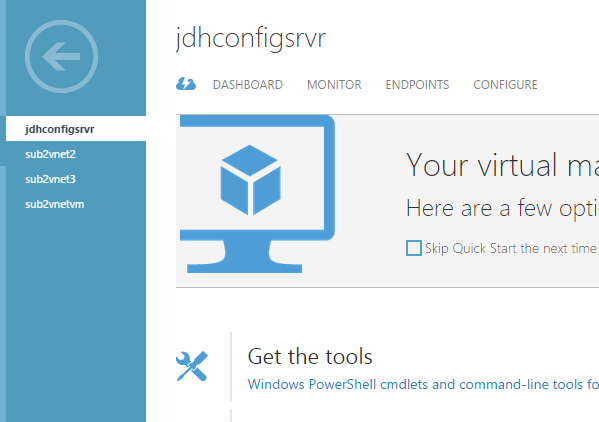 jdhconfigsrvr
DASHBOARD MONITOR ENDPOINTS CONFIGURE
jdhconfigsrvr
sub2vnet2
sub2vnet3
sub2vnetvm
Your virtual ma
Here are a few opti
Skip Quick Start the next time
Get the tools
Windows PowerShell cmdlets and command-line tools fo